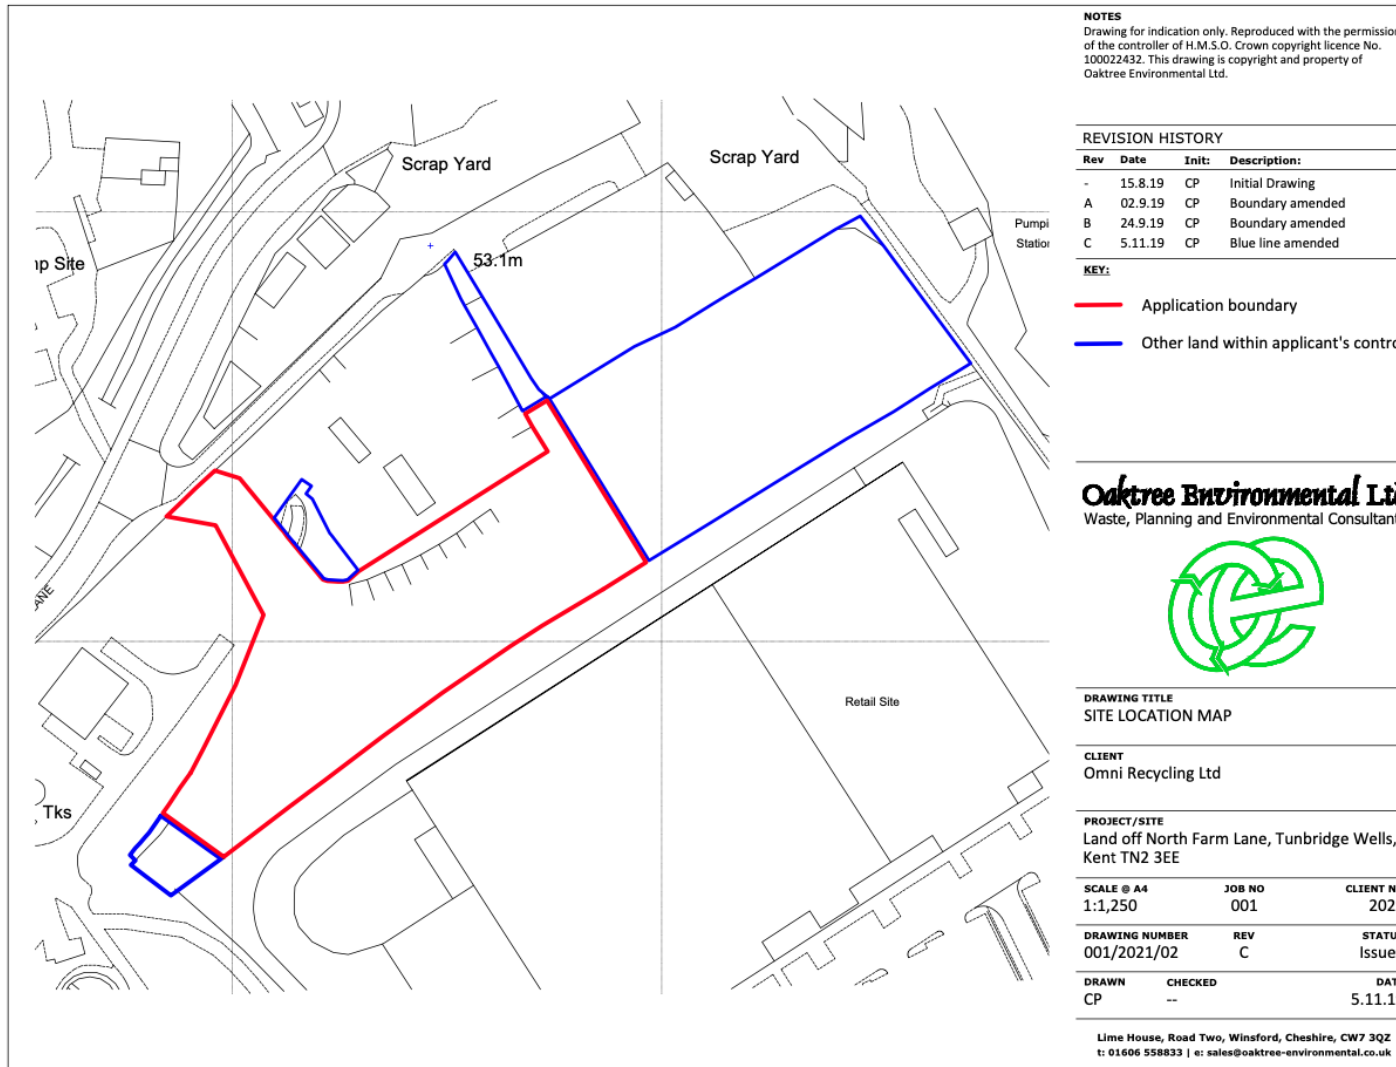 NOTES
Drawing for indication only. Reproduced with the permission
of the controller of H.M.S.O. Crown copyright licence No.
100022432. This drawing is copyright and property of
Oaktree Environmental Ltd.
REVISION HISTORY
Rev Date Init: Description:
- 15.8.19 CP Initial Drawing
A 02.9.19 CP Boundary amended
B 24.9.19 CP Boundary amended
C 5.11.19 CP Blue line amended
KEY:
Application boundary
Other land within applicant's contro
Oaktree Environmental Lt
Waste, Planning and Environmental Consultant
DRAWING TITLE
SITE LOCATION MAP
CLIENT
Omni Recycling Ltd
PROJECT/SITE
Land off North Farm Lane, Tunbridge Wells,
Kent TN2 3EE
SCALE @ A4 JOB NO CLIENT N
1:1,250 001 202
DRAWING NUMBER REV STATU
001/2021/02 C Issue
DRAWN CHECKED DAT
CP -- 5.11.1
Lime House, Road Two, Winsford, Cheshire, CW7 3QZ
t: 01606 558833 | e: sales@oaktree-environmental.co.uk
Scrap Yard
Scrap Yard
Pumpi
Station
53.1m
np Site
ANE
Retail Site
Tks